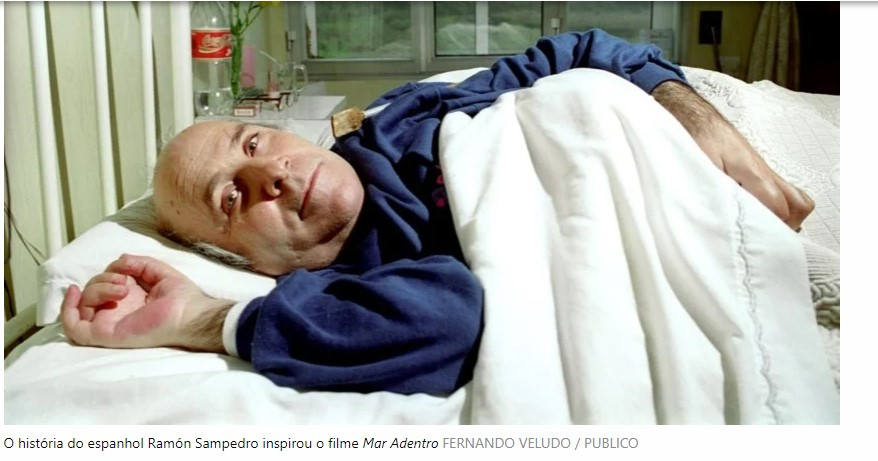 O história do espanhol Ramón Sampedro inspirou o filme Mar Adentro FERNANDO VELUDO / PUBLICO